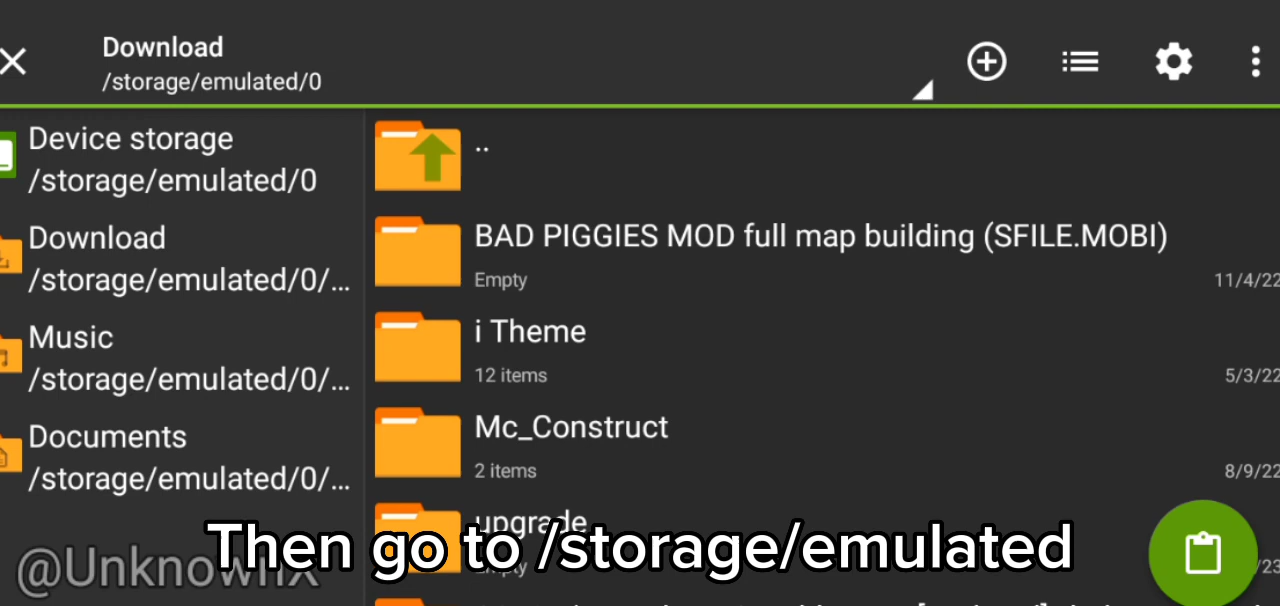 Download
/storage/emulated/0
Device storage
/storage/emulated/0
Download
/storage/emulated/0/...
Music
/storage/emulated/0/...
Documents
/storage/emulated/0/...
..
BAD PIGGIES MOD full map building (SFILE.MOBI)
Empty
11/4/22
i Theme
12 items
5/3/22
Mc_Construct
2 items
8/9/22
upgrade
Empty
/23
Then go to /storage/emulated
@UnknownX